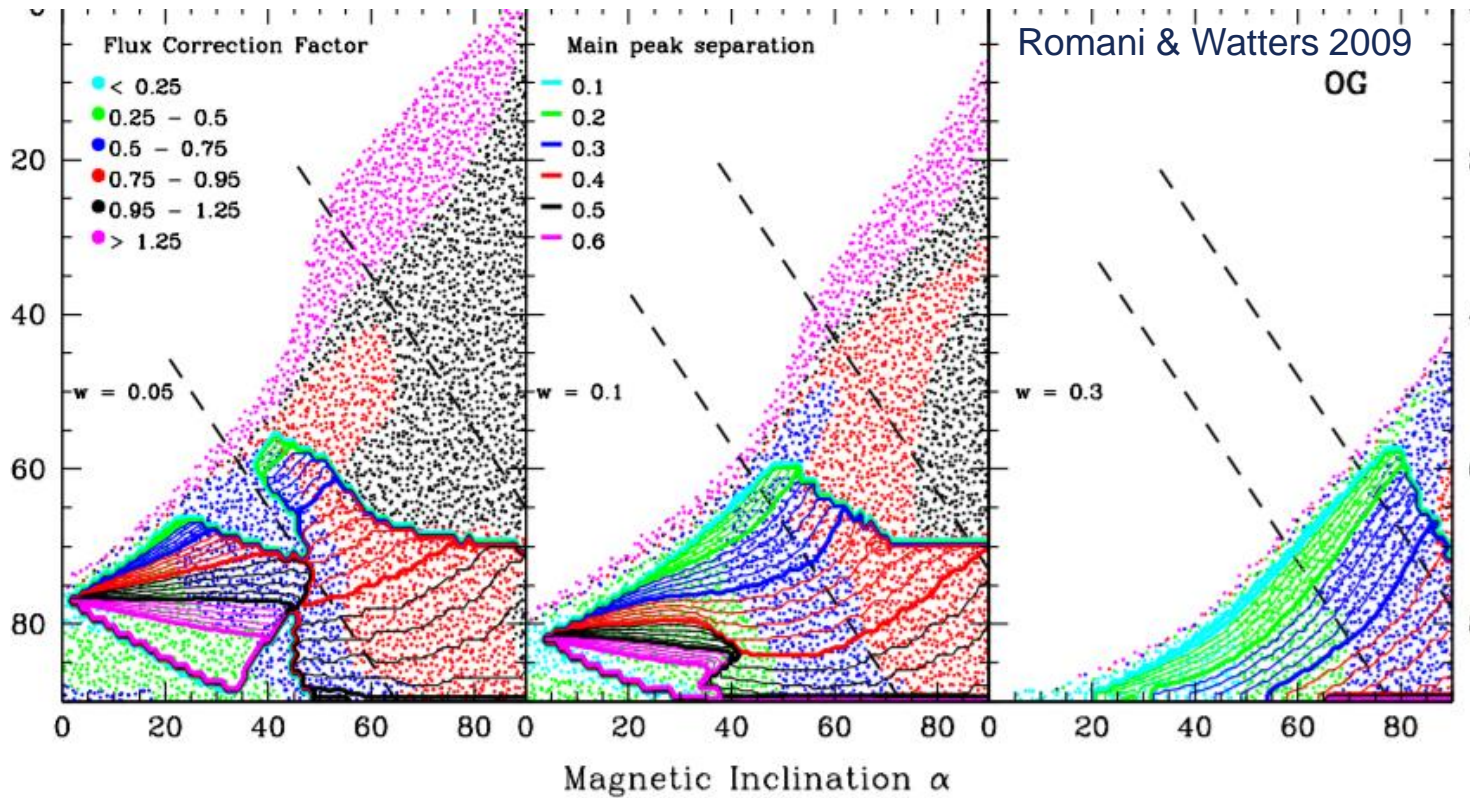 0
20
40
60
80
Flux Correction Factor
< 0.25
0.25 - 0.5
0.5 - 0.75
0.75 - 0.95
0.95 - 1.25
> 1.25
w = 0.05
Main peak separation
0.1
0.2
0.3
0.4
0.5
0.6
w = 0.1
Romani & Watters 2009
OG
w = 0.3
0 20 40 60 80 0 20 40 60 80 0 20 40 60 80
Magnetic Inclination α